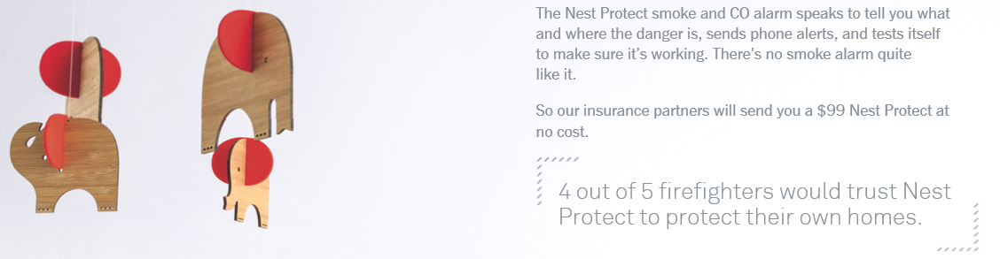 The Nest Protect smoke and CO alarm speaks to tell you what
and where the danger is, sends phone alerts, and tests itself
to make sure it's working. There's no smoke alarm quite
like it.
So our insurance partners will send you a $99 Nest Protect at
no cost.
4 out of 5 firefighters would trust Nest
Protect to protect their own homes.